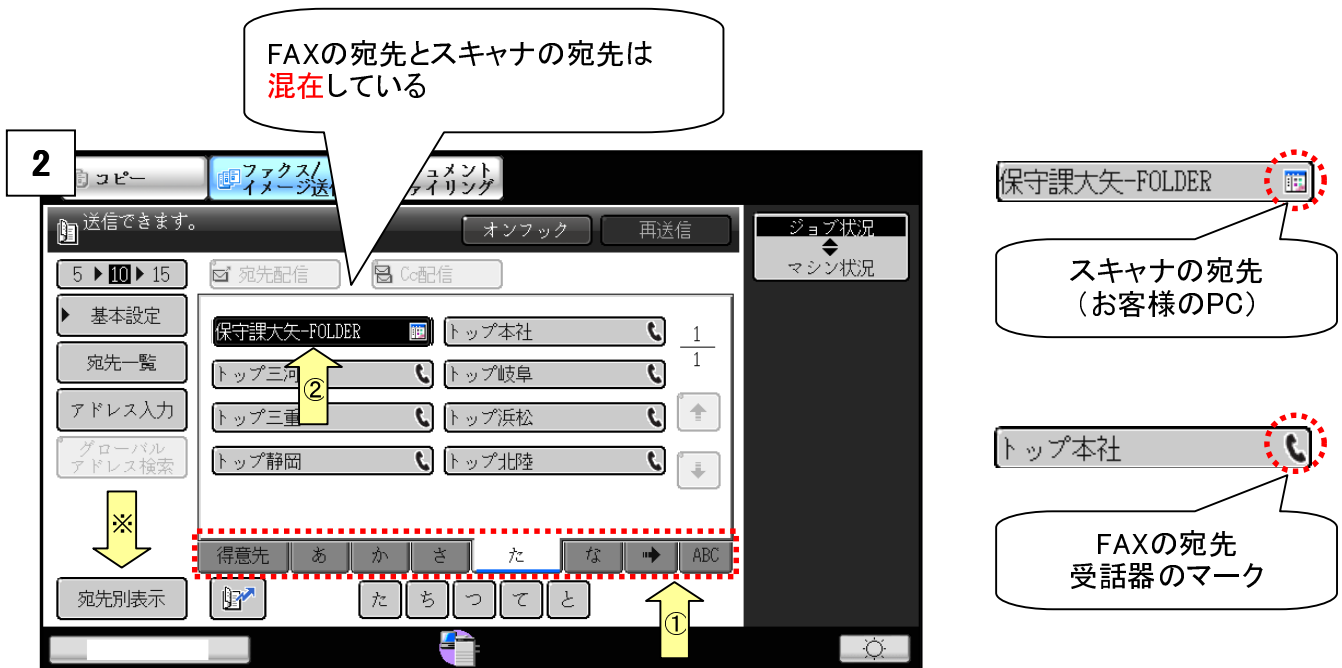 FAXの宛先とスキャナの宛先は
混在している
2
コピー
ファクス/
イメージ送
ュメント
ァイリング
送信できます。
オンフック
再送信
ジョブ状況
マシン状況
5 ▶ 10 ▶ 15
宛先配信
Cc配信
基本設定
宛先一覧
アドレス入力
グローバル
アドレス検索
※
宛先別表示
保守課大矢-FOLDER
トップ本社
トップ三河
トップ岐阜
トップ三重
トップ浜松
トップ静岡
トップ北陸
1
1
②
得意先 あ か さ た な ABC
た ち つ て と
①
保守課大矢-FOLDER
スキャナの宛先
(お客様のPC)
トップ本社
FAXの宛先
受話器のマーク